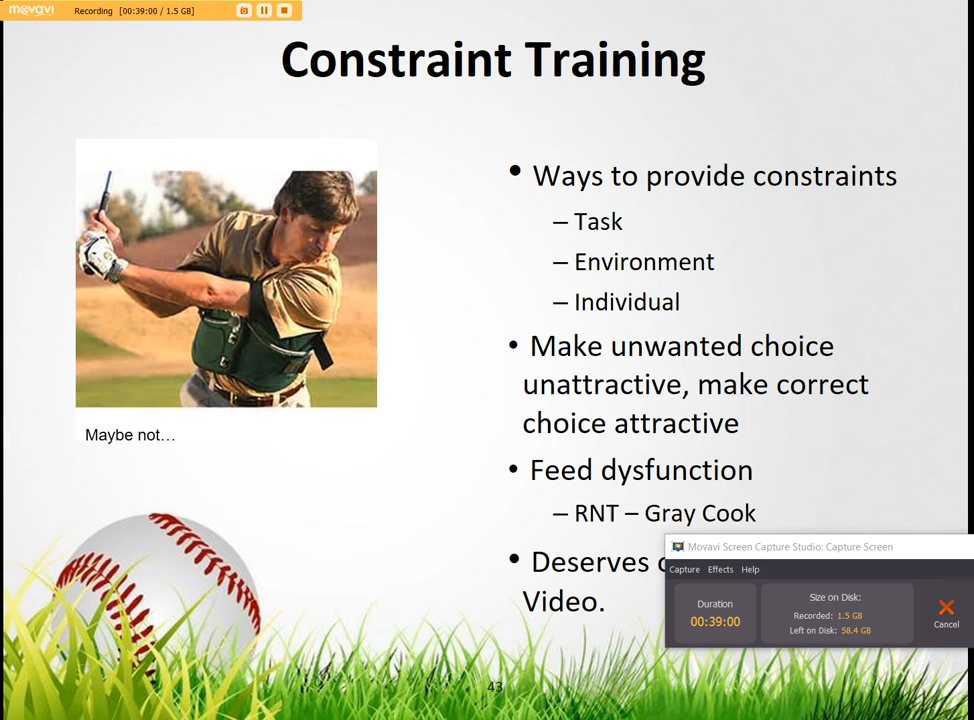 movavi Recording [00:39:00 / 1.5 GB]
Constraint Training
• Ways to provide constraints
– Task
– Environment
– Individual
• Make unwanted choice
unattractive, make correct
choice attractive
• Feed dysfunction
– RNT – Gray Cook
• Deserves
Video.
Maybe not…
Movavi Screen Capture Studio: Capture Screen
Capture Effects Help
Duration
00:39:00
Size on Disk:
Recorded: 1.5 GB
Left on Disk: 58.4 GB
Cancel
43